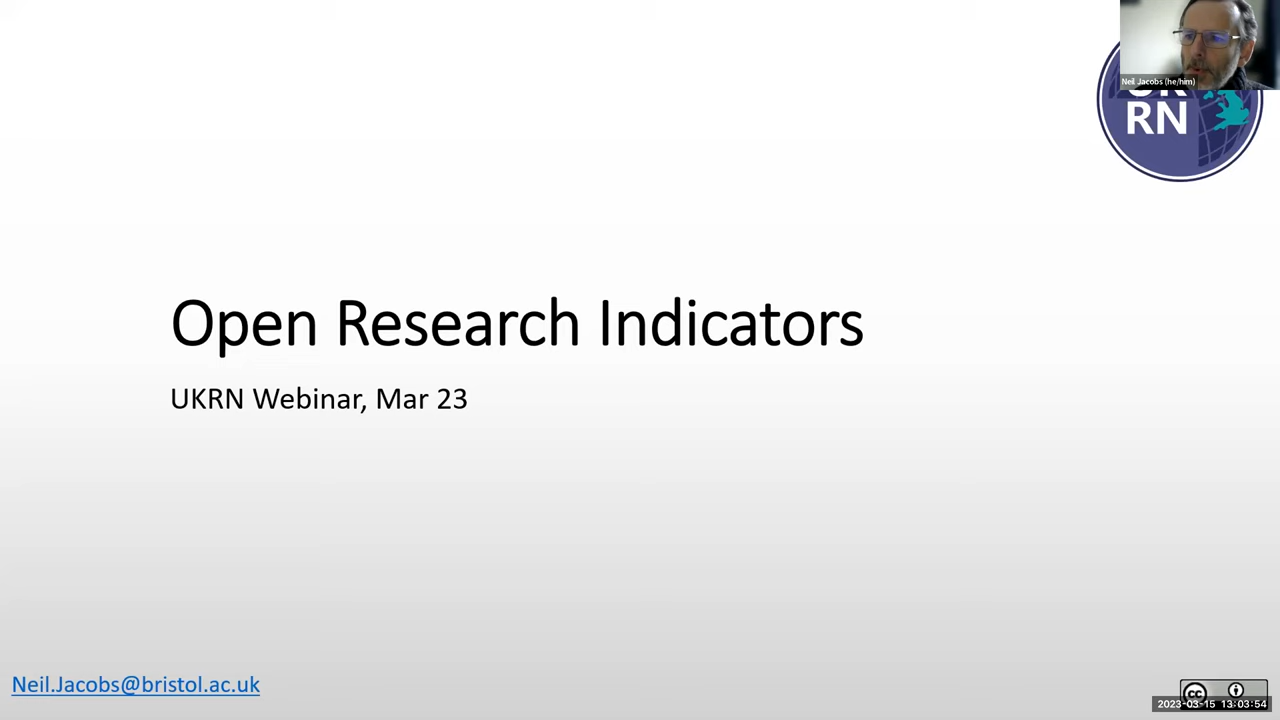 Neil Jacobs (he/him)
RN
Open Research Indicators
UKRN Webinar, Mar 23
Neil.Jacobs@bristol.ac.uk
cc
2023-03-15 13:03:54